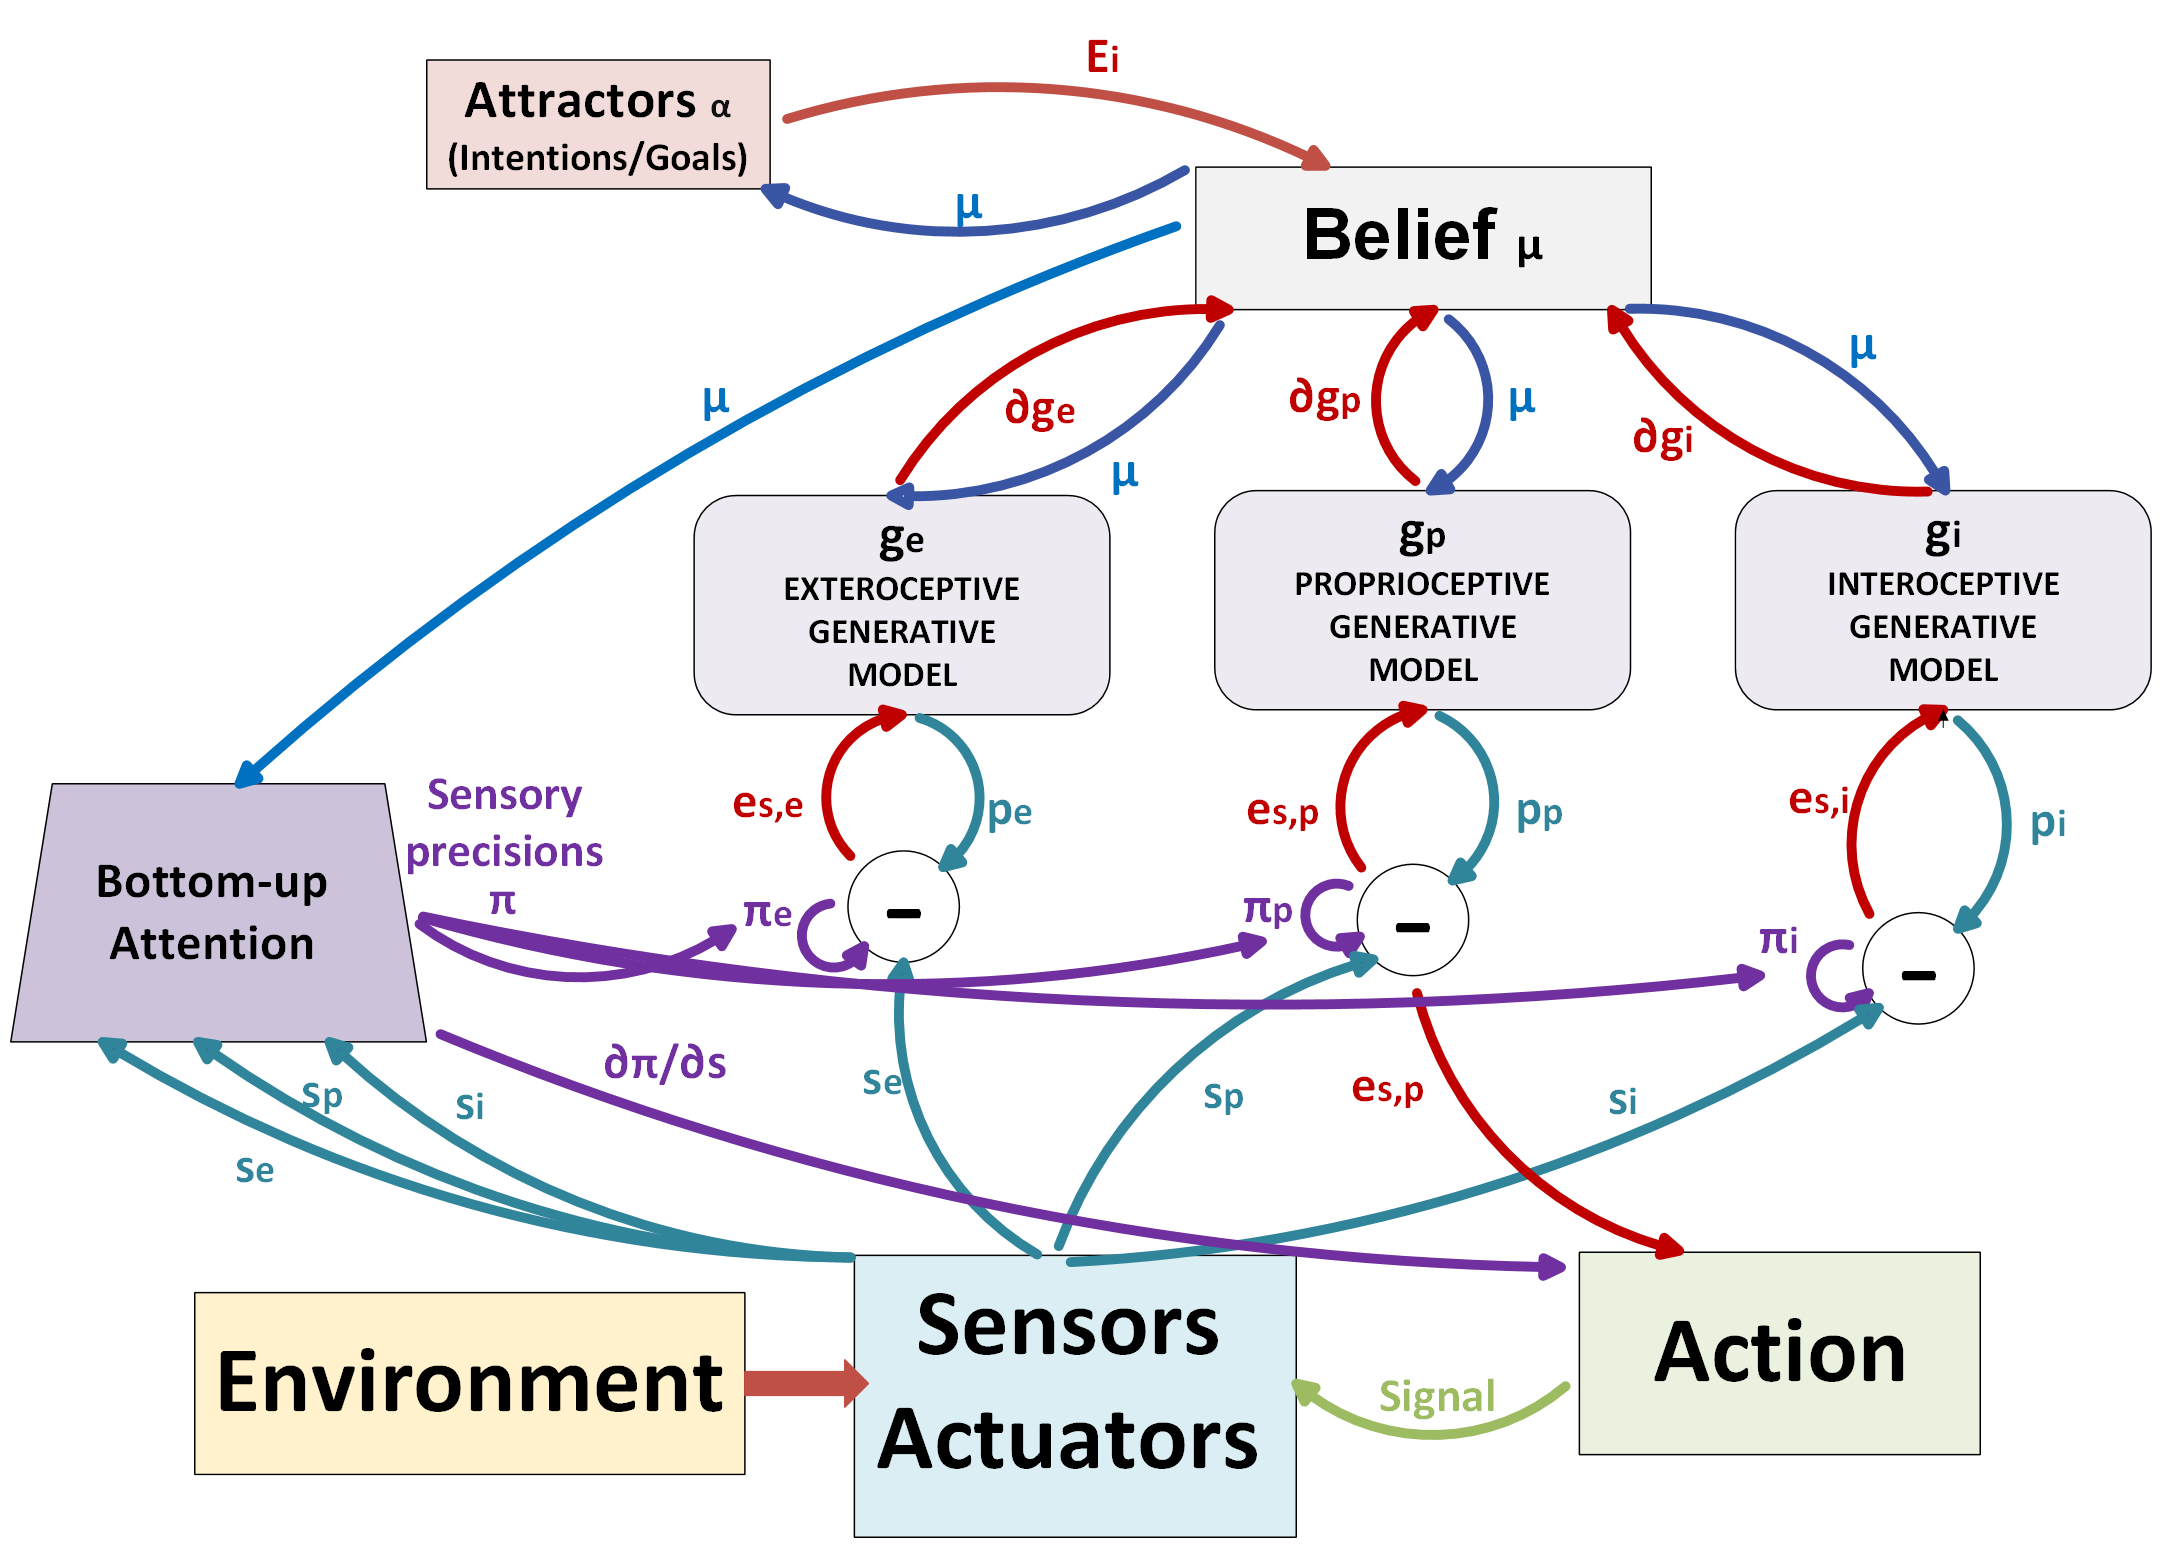 Ei
Attractors α
(Intentions/Goals)
μ
Belief μ
μ
∂ge
μ
∂gp
μ
∂gi
μ
ge
EXTEROCEPTIVE
GENERATIVE
MODEL
gp
PROPRIOCEPTIVE
GENERATIVE
MODEL
gi
INTEROCEPTIVE
GENERATIVE
MODEL
Sensory
precisions
π
es,e
pe
es,p
pp
es,i
pi
Bottom-up
Attention
πe
-
πp
-
πi
-
∂π/∂s
se
sp
si
se
sp
es,p
si
Environment
Sensors
Actuators
Signal
Action